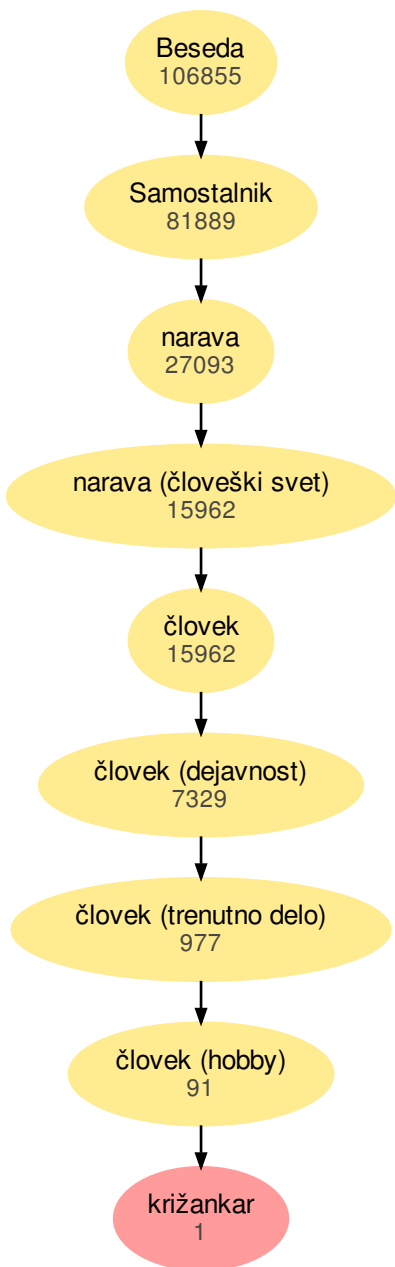 Beseda
106855
Samostalnik
81889
narava
27093
narava (človeški svet)
15962
človek
15962
človek (dejavnost)
7329
človek (trenutno delo)
977
človek (hobby)
91
križankar
1